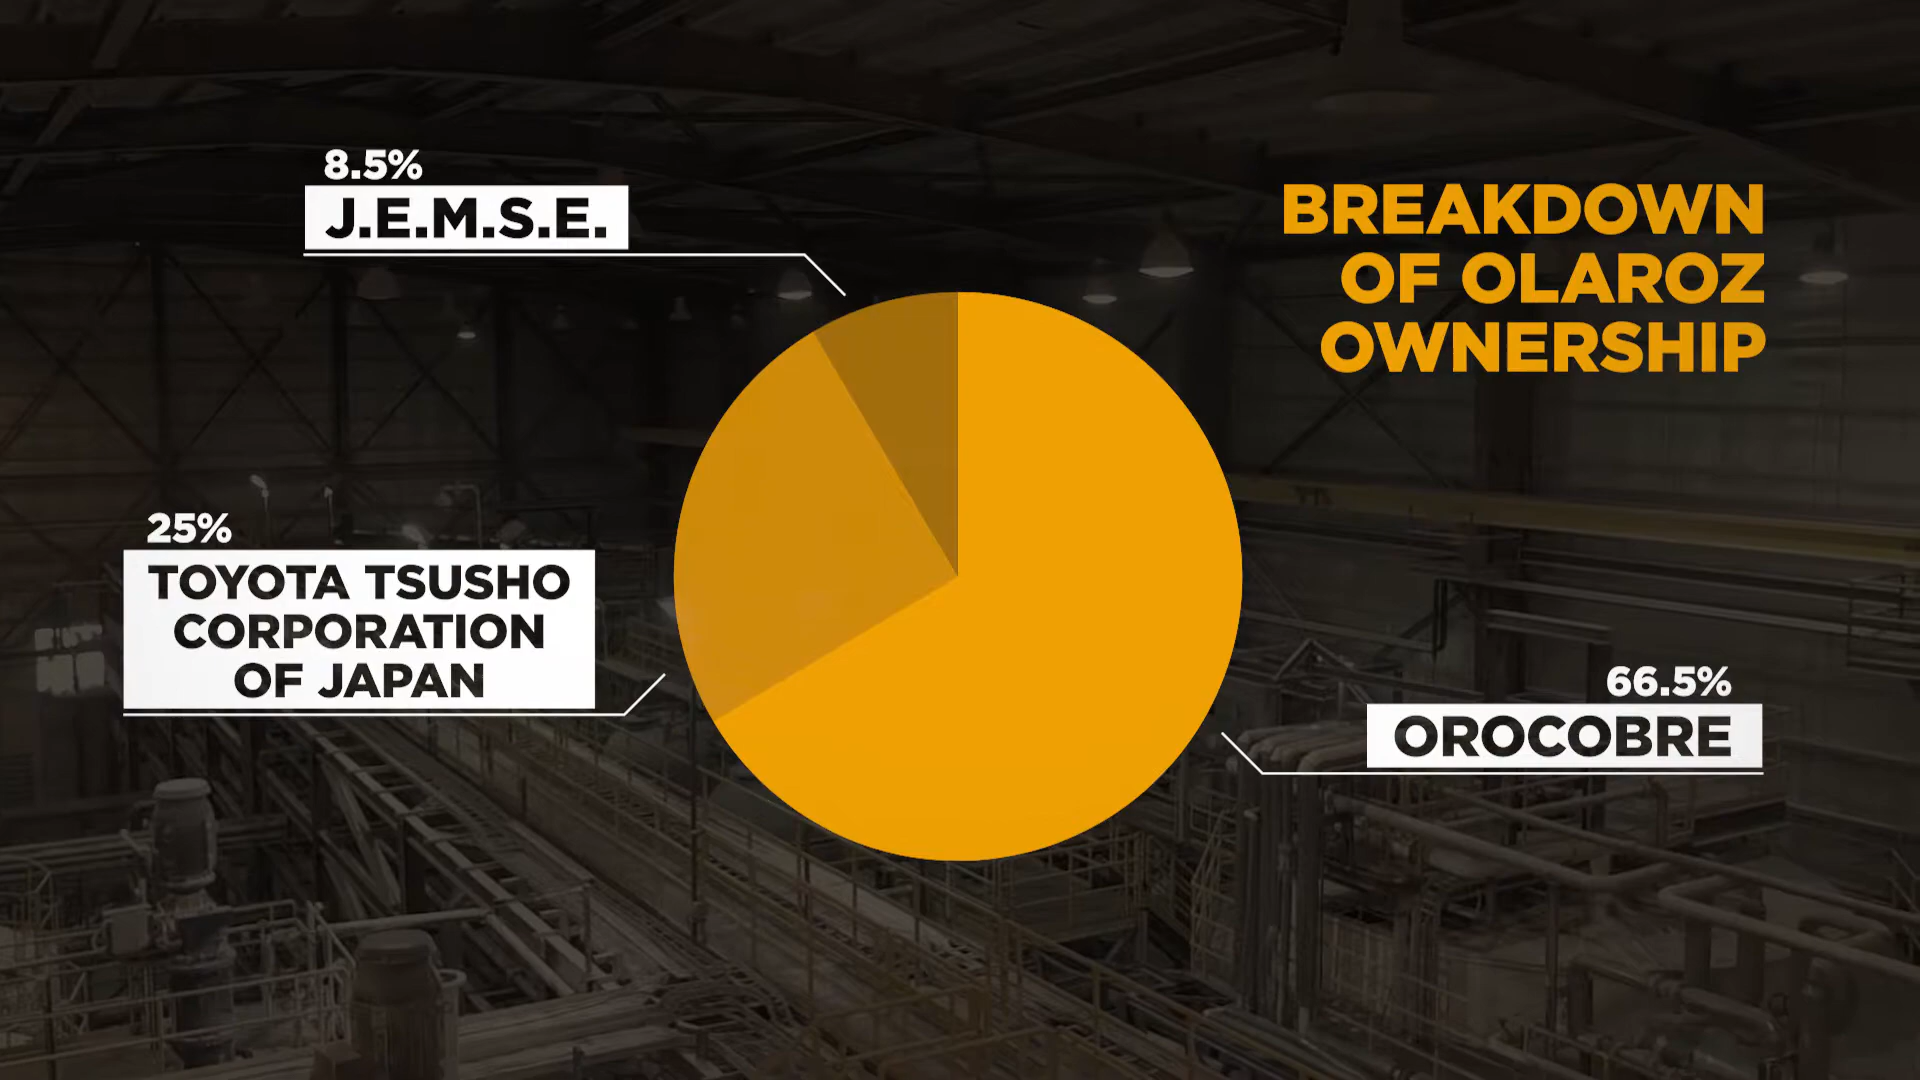 BREAKDOWN
OF OLAROZ
OWNERSHIP
8.5%
J.E.M.S.E.
25%
TOYOTA TSUSHO
CORPORATION
OF JAPAN
66.5%
OROCOBRE